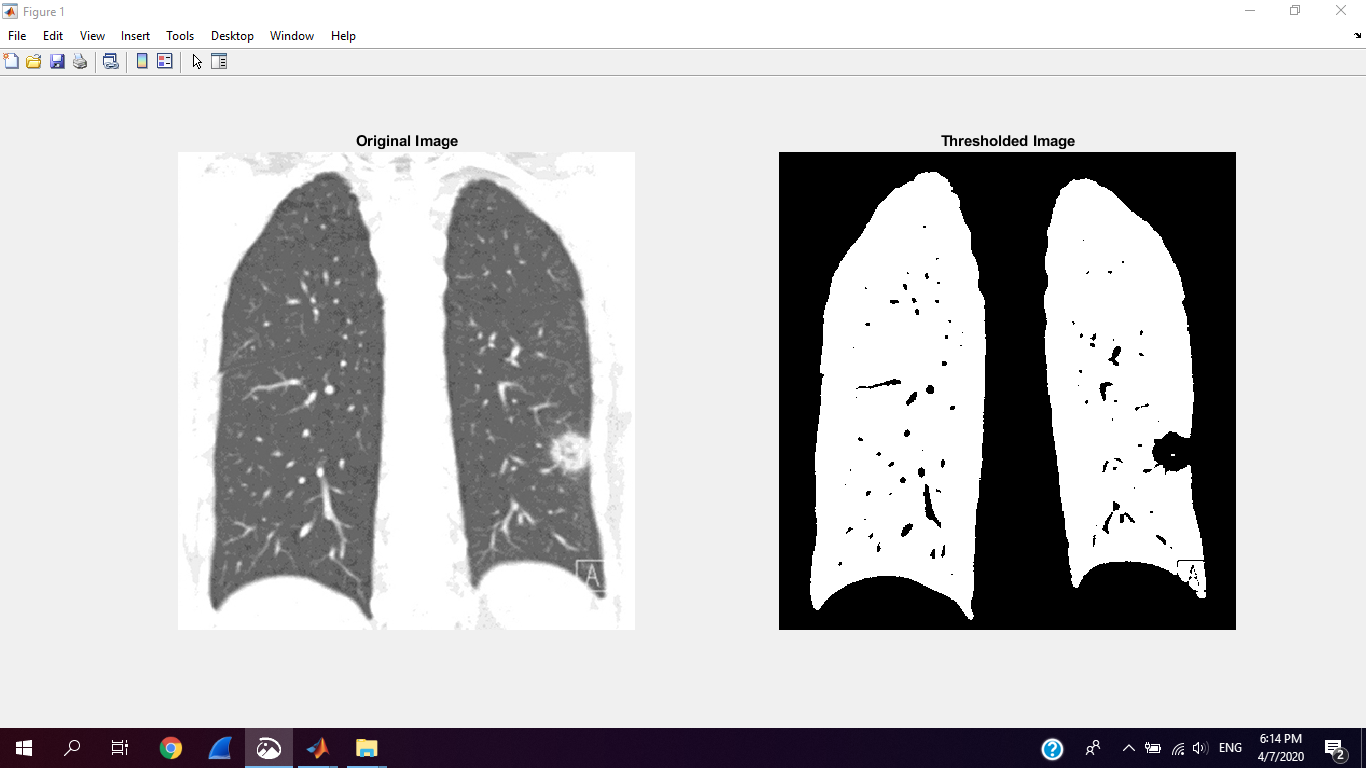 Figure 1
File Edit View Insert Tools Desktop Window Help
Original Image
Thresholded Image
A
A
6:14 PM
ENG
4/7/2020
2